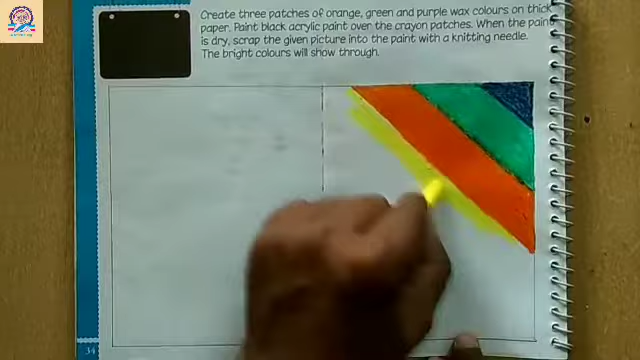 Create three patches of orange, green and purple wax colours on thick
paper. Paint black acrylic paint over the crayon patches. When the paint
is dry, scrap the given picture into the paint with a knitting needle.
The bright colours will show through.
34